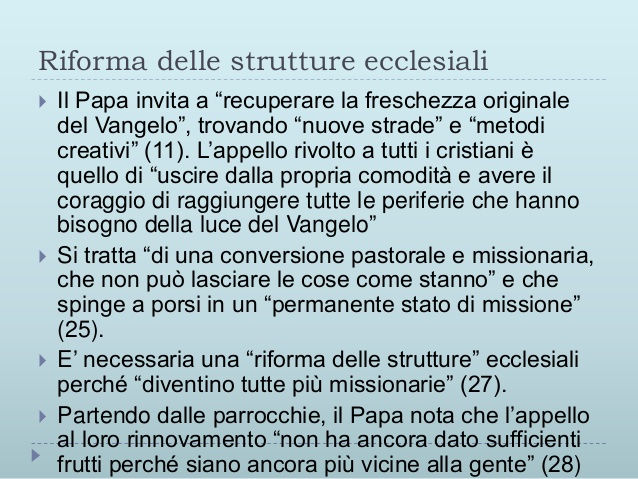 Riforma delle strutture ecclesiali
Il Papa invita a “recuperare la freschezza originale
del Vangelo”, trovando “nuove strade” e “metodi
creativi” (11). L’appello rivolto a tutti i cristiani è
quello di “uscire dalla propria comodità e avere il
coraggio di raggiungere tutte le periferie che hanno
bisogno della luce del Vangelo”
Si tratta “di una conversione pastorale e missionaria,
che non può lasciare le cose come stanno” e che
spinge a porsi in un “permanente stato di missione”
(25).
E’ necessaria una “riforma delle strutture” ecclesiali
perché “diventino tutte più missionarie” (27).
Partendo dalle parrocchie, il Papa nota che l’appello
al loro rinnovamento “non ha ancora dato sufficienti
frutti perché siano ancora più vicine alla gente” (28)